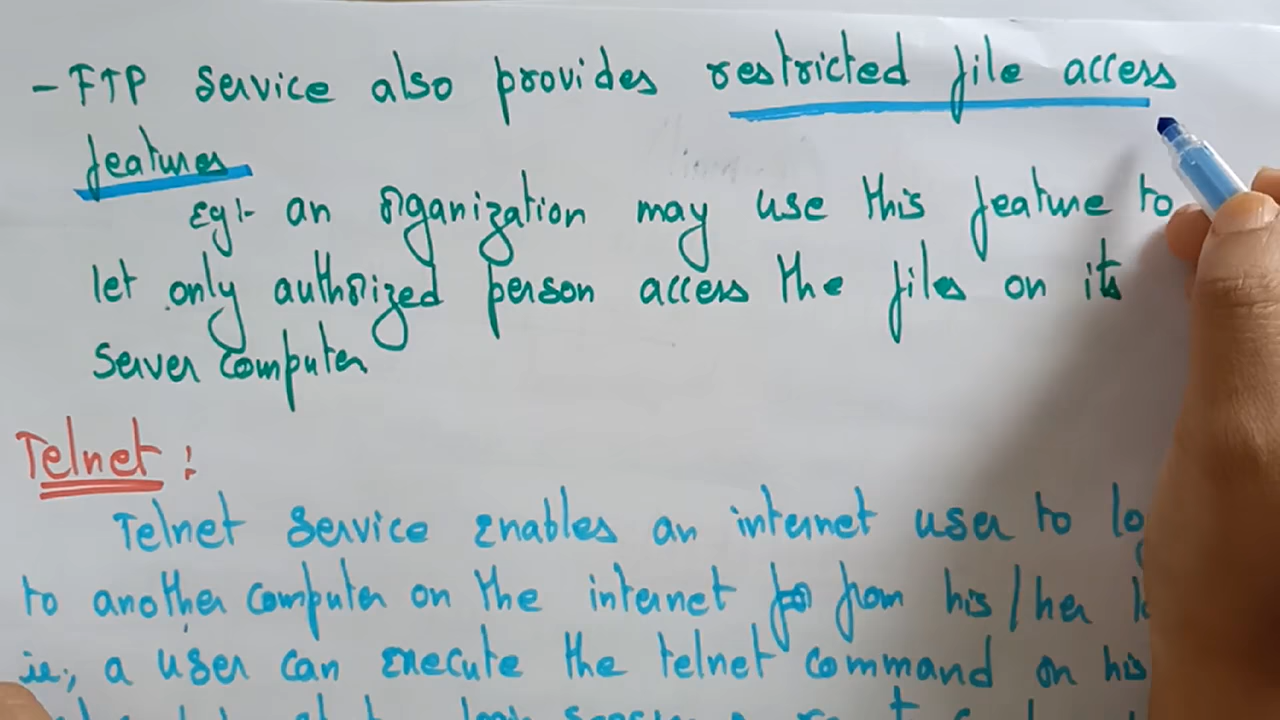 - FTP service also provides restricted file access
features
Eg:- an organization may use this feature to
let only authorized person access the files on its
server computer
Telnet :
Telnet service enables an internet user to
to another computer on the internet from his/her
ie., a user can execute the telnet command on his